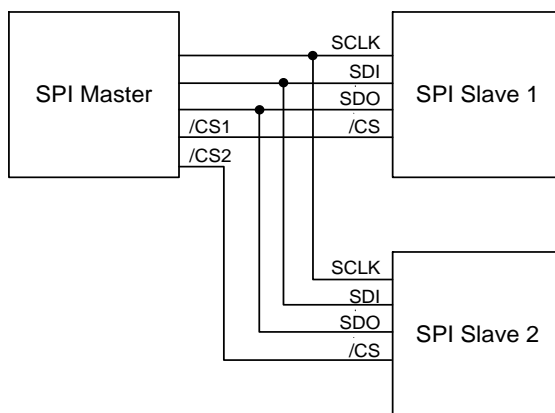 SCLK
SDI
SPI Master
SDO
SPI Slave 1
/CS1
/CS
/CS2
SCLK
SDI
SDO
SPI Slave 2
/CS